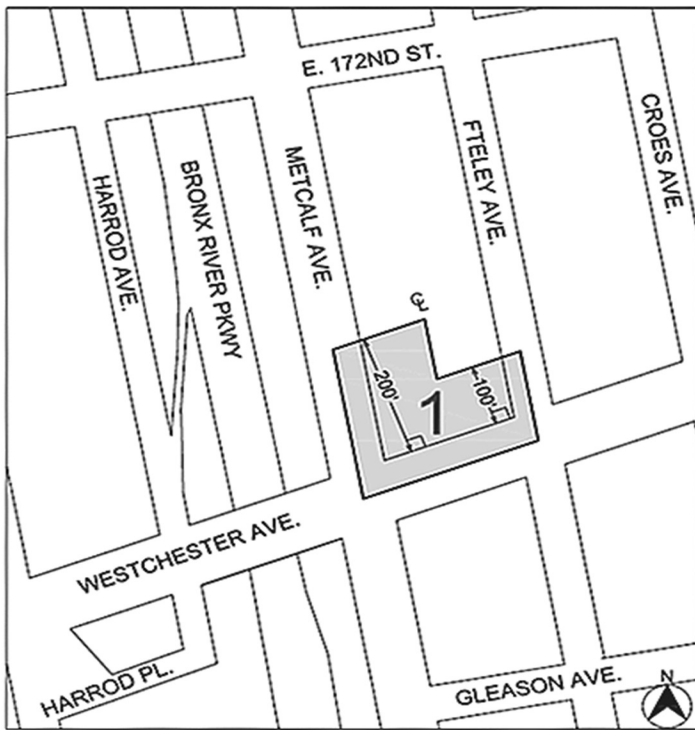 E. 172ND ST.
CROES AVE.
FTELEY AVE.
METCALF AVE.
BRONX RIVER PKWY
HARROD AVE.
℄
200'
1
100'
WESTCHESTER AVE.
HARROD PL.
GLEASON AVE.
N